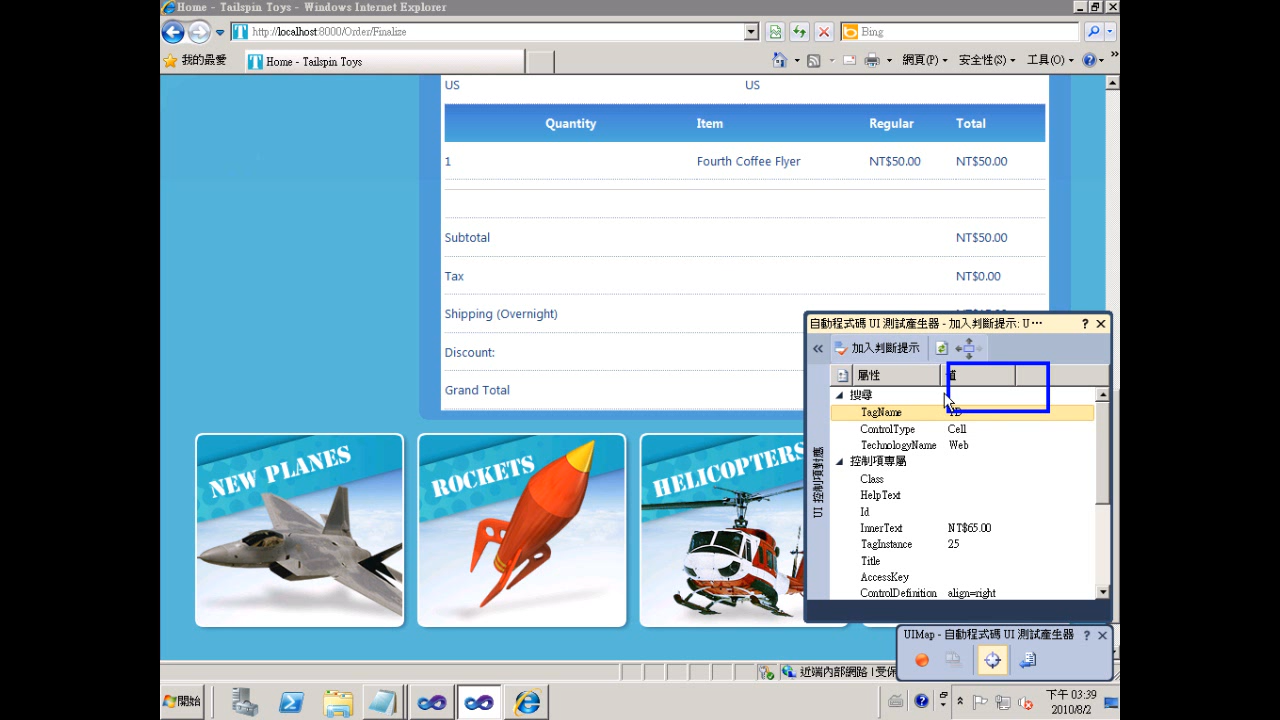 Home - Tailspin Toys - Windows Internet Explorer
http://localhost:8000/Order/Finalize
Bing
我的最愛
Home - Tailspin Toys
網頁(P)
安全性(S)
工具(O)
US US
Quantity Item Regular Total
1 Fourth Coffee Flyer NT$50.00 NT$50.00
Subtotal NT$50.00
Tax NT$0.00
Shipping (Overnight)
Discount:
Grand Total
NEW PLANES
ROCKETS
HELICOPTERS
自動程式碼 UI 測試產生器 - 加入判斷提示: U…
加入判斷提示
UI 控制項對應
屬性 值
搜尋
TagName TD
ControlType Cell
TechnologyName Web
控制項專屬
Class
HelpText
Id
InnerText NT$65.00
TagInstance 25
Title
AccessKey
ControlDefinition align=right
UIMap - 自動程式碼 UI 測試產生器
近端內部網路 | 受保
開始
下午 03:39
2010/8/2